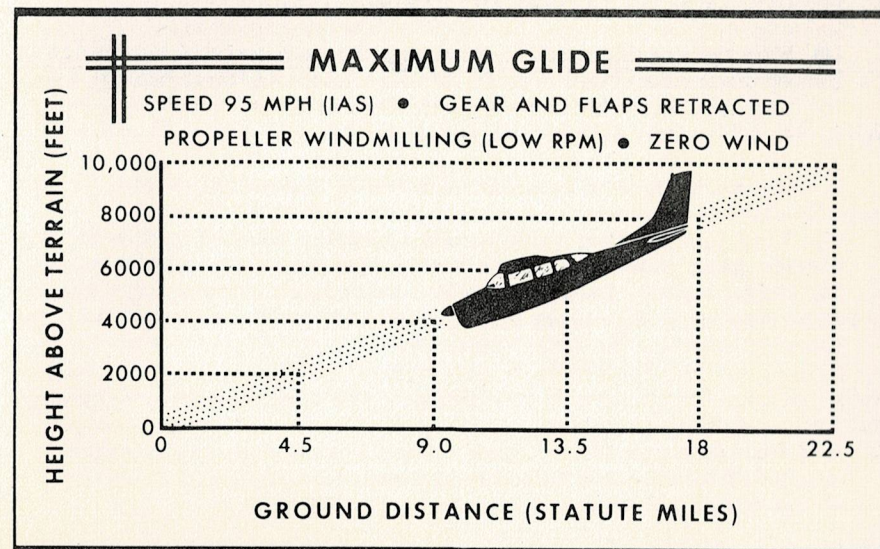 MAXIMUM GLIDE
SPEED 95 MPH (IAS) • GEAR AND FLAPS RETRACTED
PROPELLER WINDMILLING (LOW RPM) • ZERO WIND
HEIGHT ABOVE TERRAIN (FEET)
10,000
8000
6000
4000
2000
0
0 4.5 9.0 13.5 18 22.5
GROUND DISTANCE (STATUTE MILES)